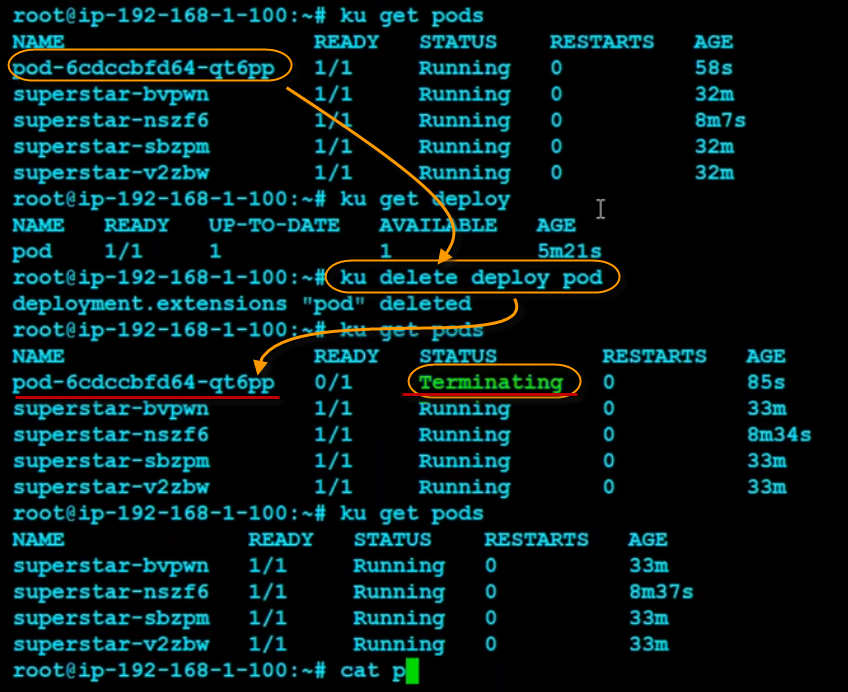 root@ip-192-168-1-100:~# ku get pods
NAME READY STATUS RESTARTS AGE
pod-6cdccbfd64-qt6pp 1/1 Running 0 58s
superstar-bvpwn 1/1 Running 0 32m
superstar-nszf6 1/1 Running 0 8m7s
superstar-sbzpm 1/1 Running 0 32m
superstar-v2zbw 1/1 Running 0 32m
root@ip-192-168-1-100:~# ku get deploy
NAME READY UP-TO-DATE AVAILABLE AGE
pod 1/1 1 1 5m21s
root@ip-192-168-1-100:~# ku delete deploy pod
deployment.extensions "pod" deleted
root@ip-192-168-1-100:~# ku get pods
NAME READY STATUS RESTARTS AGE
pod-6cdccbfd64-qt6pp 0/1 Terminating 0 85s
superstar-bvpwn 1/1 Running 0 33m
superstar-nszf6 1/1 Running 0 8m34s
superstar-sbzpm 1/1 Running 0 33m
superstar-v2zbw 1/1 Running 0 33m
root@ip-192-168-1-100:~# ku get pods
NAME READY STATUS RESTARTS AGE
superstar-bvpwn 1/1 Running 0 33m
superstar-nszf6 1/1 Running 0 8m37s
superstar-sbzpm 1/1 Running 0 33m
superstar-v2zbw 1/1 Running 0 33m
root@ip-192-168-1-100:~# cat p